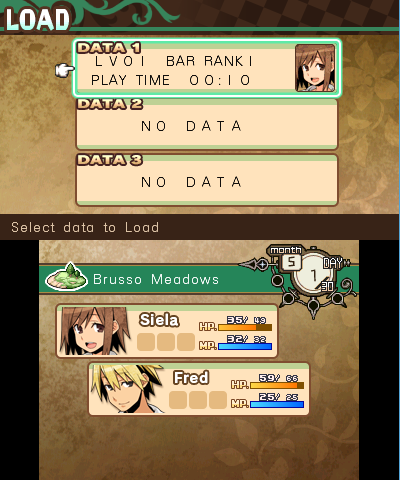 LOAD
DATA 1
LV01 BAR RANK1
PLAY TIME 00:10
DATA 2
NO DATA
DATA 3
NO DATA
Select data to Load
month
5
DAY
1
30
Brusso Meadows
Siela
HP. 35/ 49
MP. 32/ 32
Fred
HP. 59/ 66
MP. 25/ 25